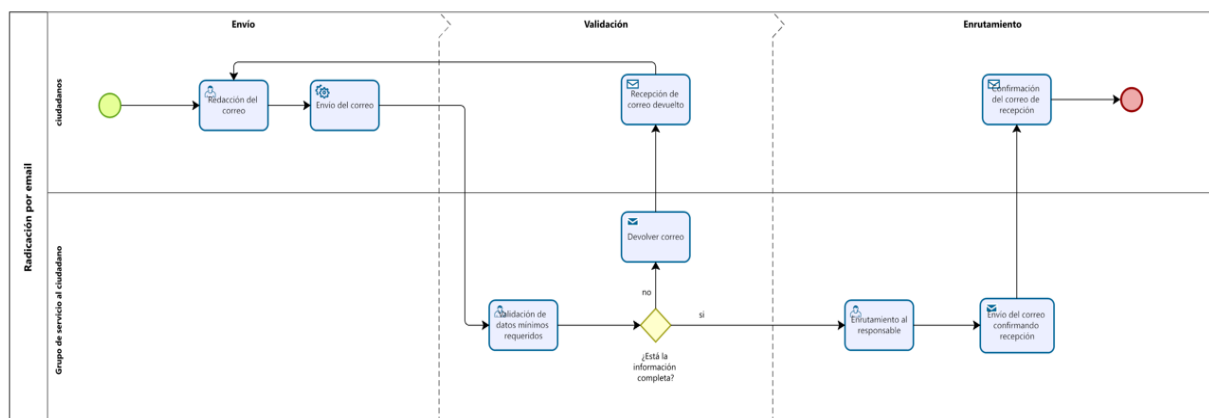 Envío
Validación
Enrutamiento
Radicación por email
ciudadanos
Redacción del
correo
Envío del correo
Recepción de
correo devuelto
Confirmación
del correo de
recepción
Grupo de servicio al ciudadano
Devolver correo
no
Validación de
datos mínimos
requeridos
si
¿Está la
información
completa?
Enrutamiento al
responsable
Envio del correo
confirmando
recepción